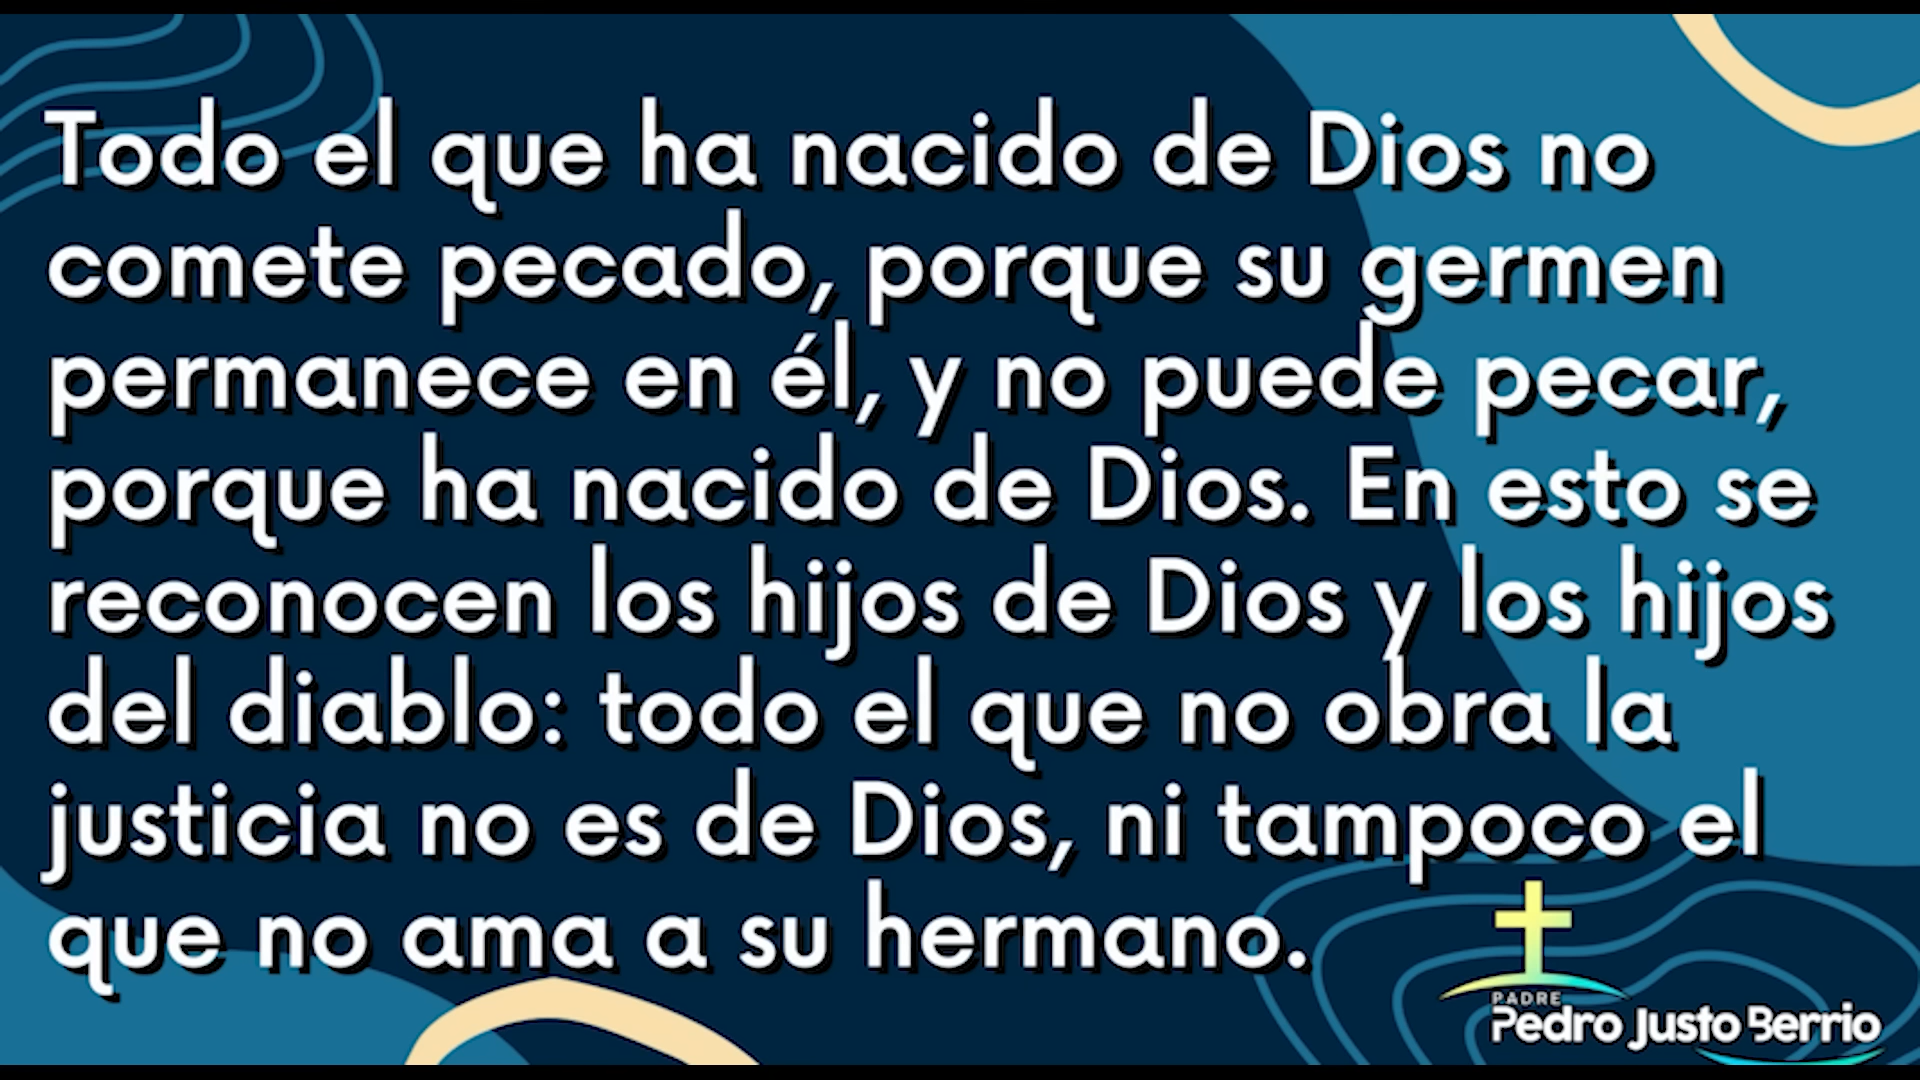 Todo el que ha nacido de Dios no
comete pecado, porque su germen
permanece en él, y no puede pecar,
porque ha nacido de Dios. En esto se
reconocen los hijos de Dios y los hijos
del diablo: todo el que no obra la
justicia no es de Dios, ni tampoco el
que no ama a su hermano.
PADRE
Pedro Justo Berrio